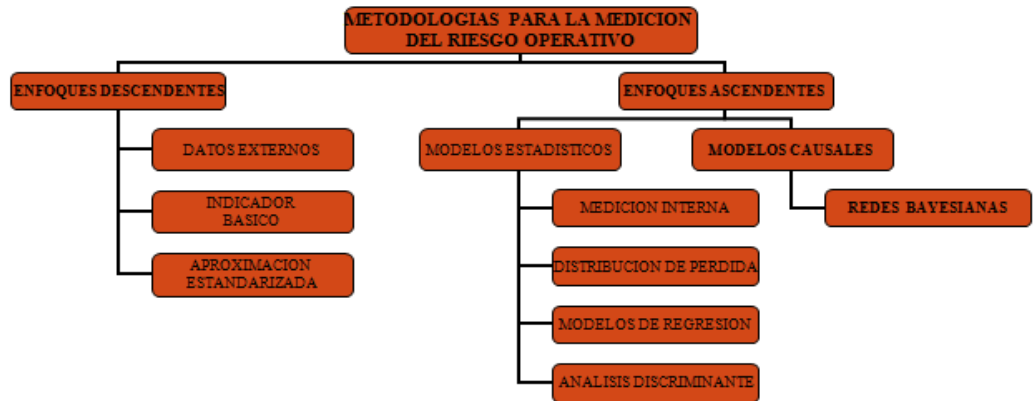 METODOLOGIAS PARA LA MEDICION
DEL RIESGO OPERATIVO
ENFOQUES DESCENDENTES
ENFOQUES ASCENDENTES
DATOS EXTERNOS
INDICADOR
BASICO
APROXIMACION
ESTANDARIZADA
MODELOS ESTADISTICOS
MODELOS CAUSALES
MEDICION INTERNA
DISTRIBUCION DE PERDIDA
MODELOS DE REGRESION
ANALISIS DISCRIMINANTE
REDES BAYESIANAS